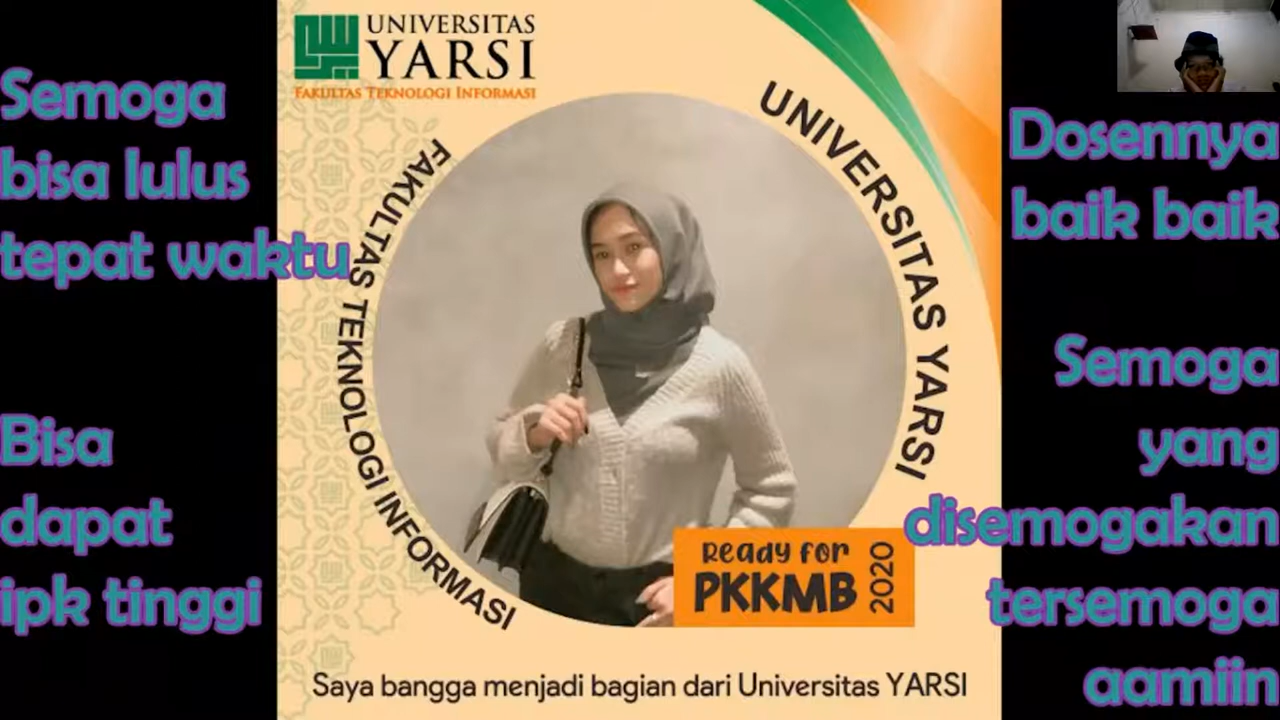 Semoga
bisa lulus
tepat waktu
Bisa
dapat
ipk tinggi
UNIVERSITAS
YARSI
FAKULTAS TEKNOLOGI INFORMASI
FAKULTAS TEKNOLOGI INFORMASI
UNIVERSITAS YARSI
Ready for
PKKMB
2020
Saya bangga menjadi bagian dari Universitas YARSI
Dosennya
baik baik
Semoga
yang
disemogakan
tersemoga
aamiin